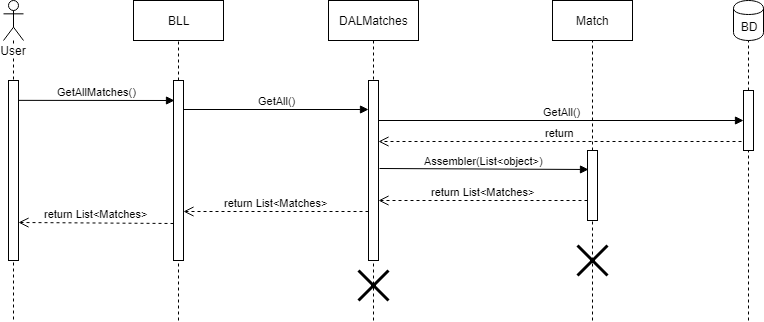 User
BLL
DALMatches
Match
BD
GetAllMatches()
GetAll()
GetAll()
return
Assembler(List<object>)
return List<Matches>
return List<Matches>
return List<Matches>